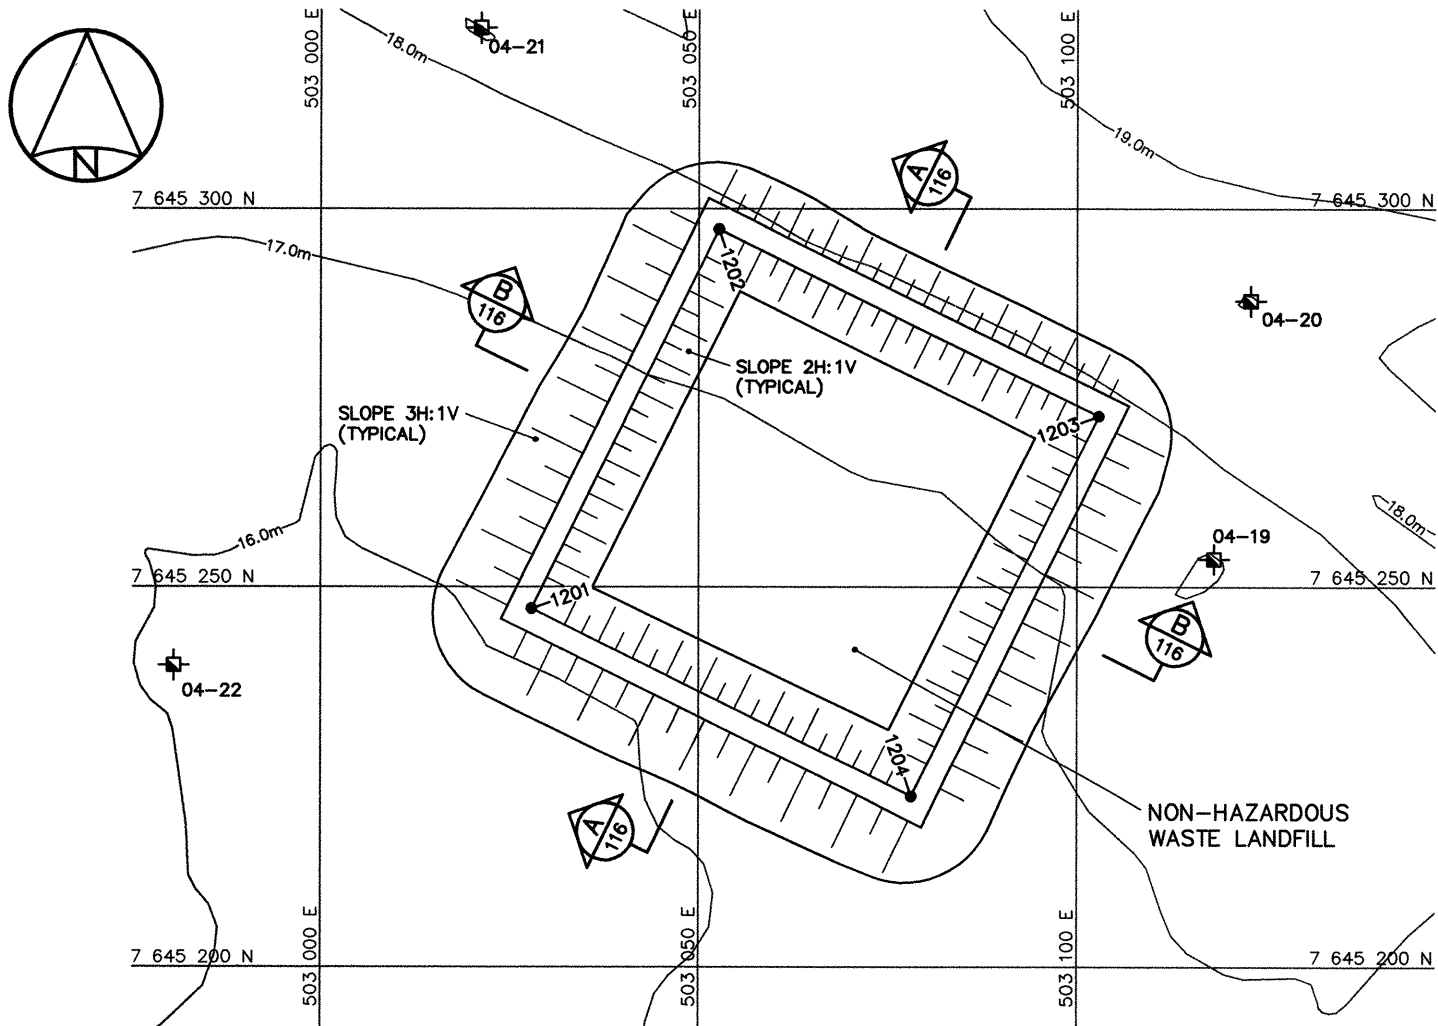 503 000 E
503 050 E
503 100 E
18.0m
04-21
19.0m
N
A
116
7 645 300 N
7 645 300 N
17.0m
1202
B
116
04-20
SLOPE 2H:1V
(TYPICAL)
SLOPE 3H:1V
(TYPICAL)
1203
18.0m
16.0m
04-19
7 645 250 N
7 645 250 N
1201
B
116
04-22
1204
NON-HAZARDOUS
WASTE LANDFILL
A
116
503 000 E
503 050 E
503 100 E
7 645 200 N
7 645 200 N